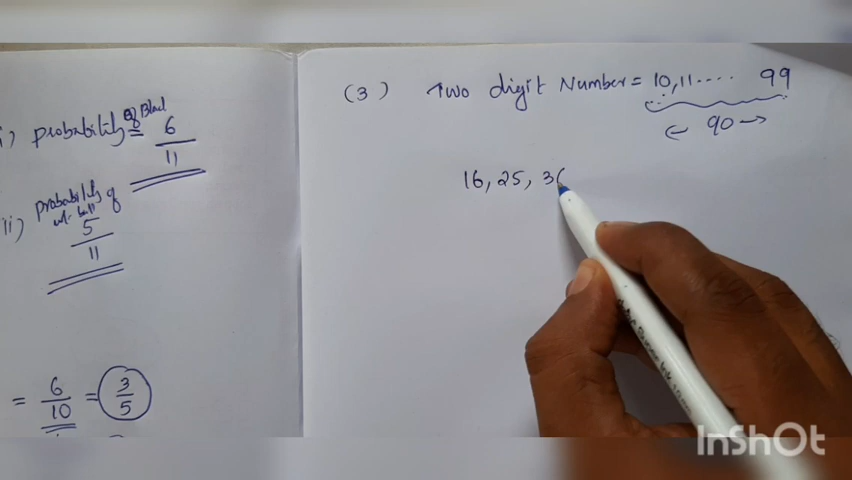 i) probability of Black = 6/11
ii) probability of wt. ball
5/11
= 6/10 = 3/5
(3) Two digit Number = 10,11.... 99
90
16, 25, 36
InShOt